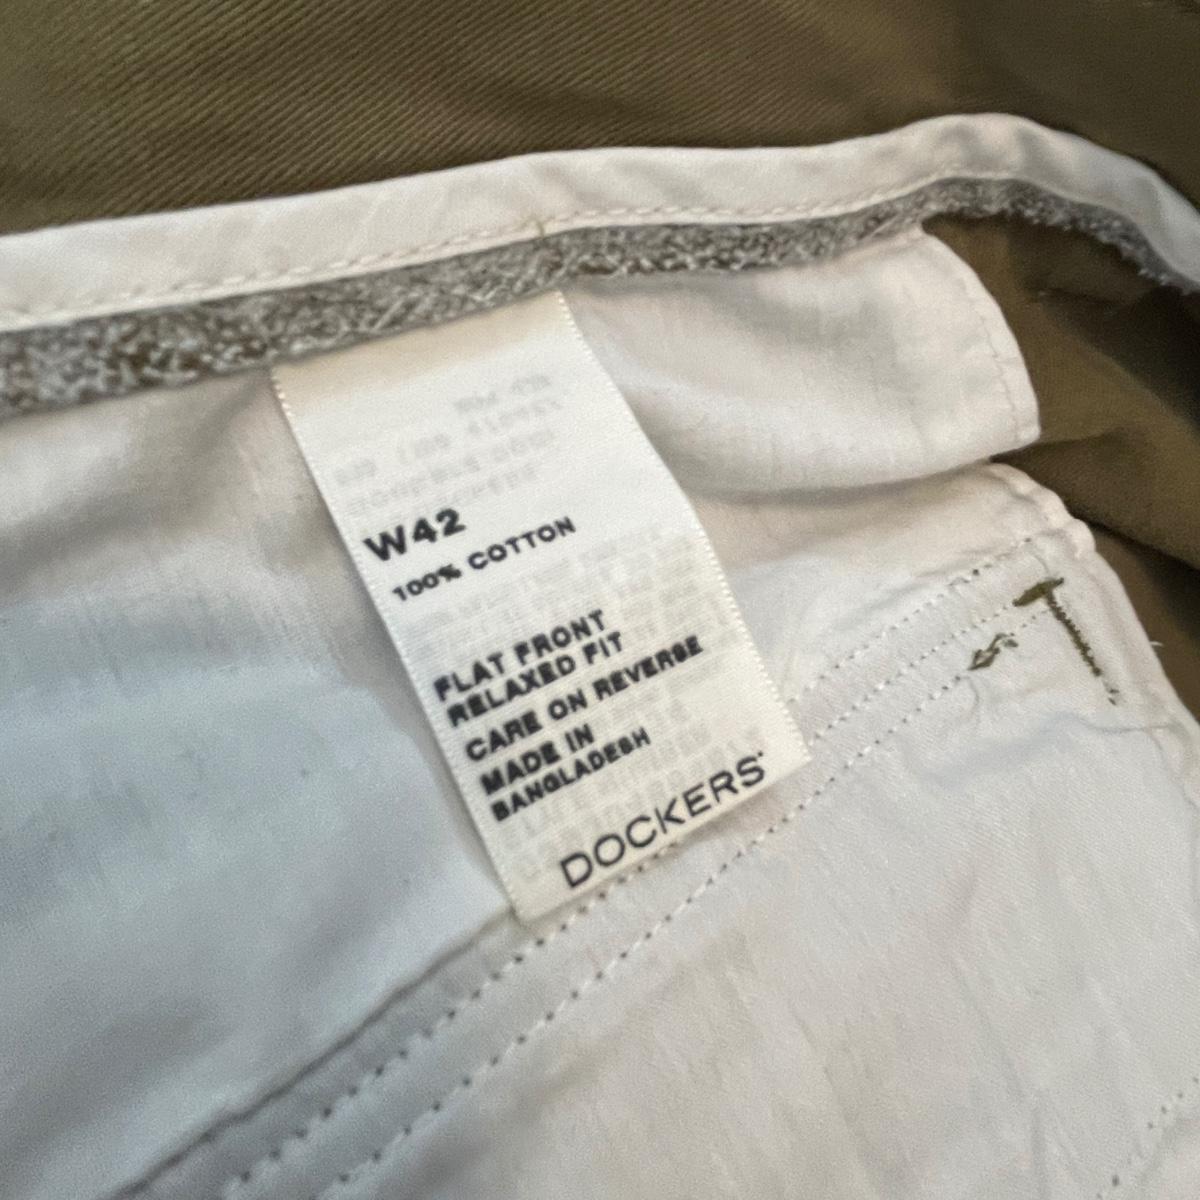 W42
100% COTTON
FLAT FRONT
RELAXED FIT
CARE ON REVERSE
MADE IN
BANGLADESH
DOCKERS